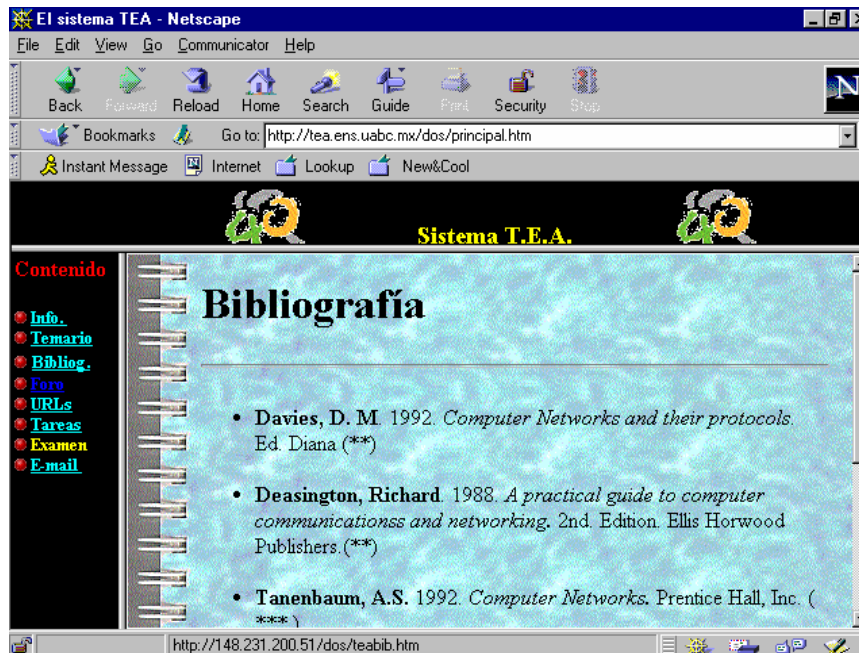 El sistema TEA - Netscape
File Edit View Go Communicator Help
Back Forward Reload Home Search Guide Print Security Stop
Bookmarks Go to: http://tea.ens.uabc.mx/dos/principal.htm
Instant Message Internet Lookup New&Cool
Sistema T.E.A.
Contenido
Info.
Temario
Bibliog.
Foro
URLs
Tareas
Examen
E-mail
Bibliografía
• Davies, D. M. 1992. Computer Networks and their protocols.
Ed. Diana (**)
• Deasington, Richard. 1988. A practical guide to computer
communicationss and networking. 2nd. Edition. Ellis Horwood
Publishers.(**)
• Tanenbaum, A.S. 1992. Computer Networks. Prentice Hall, Inc. (
*** )
http://148.231.200.51/dos/teabib.htm